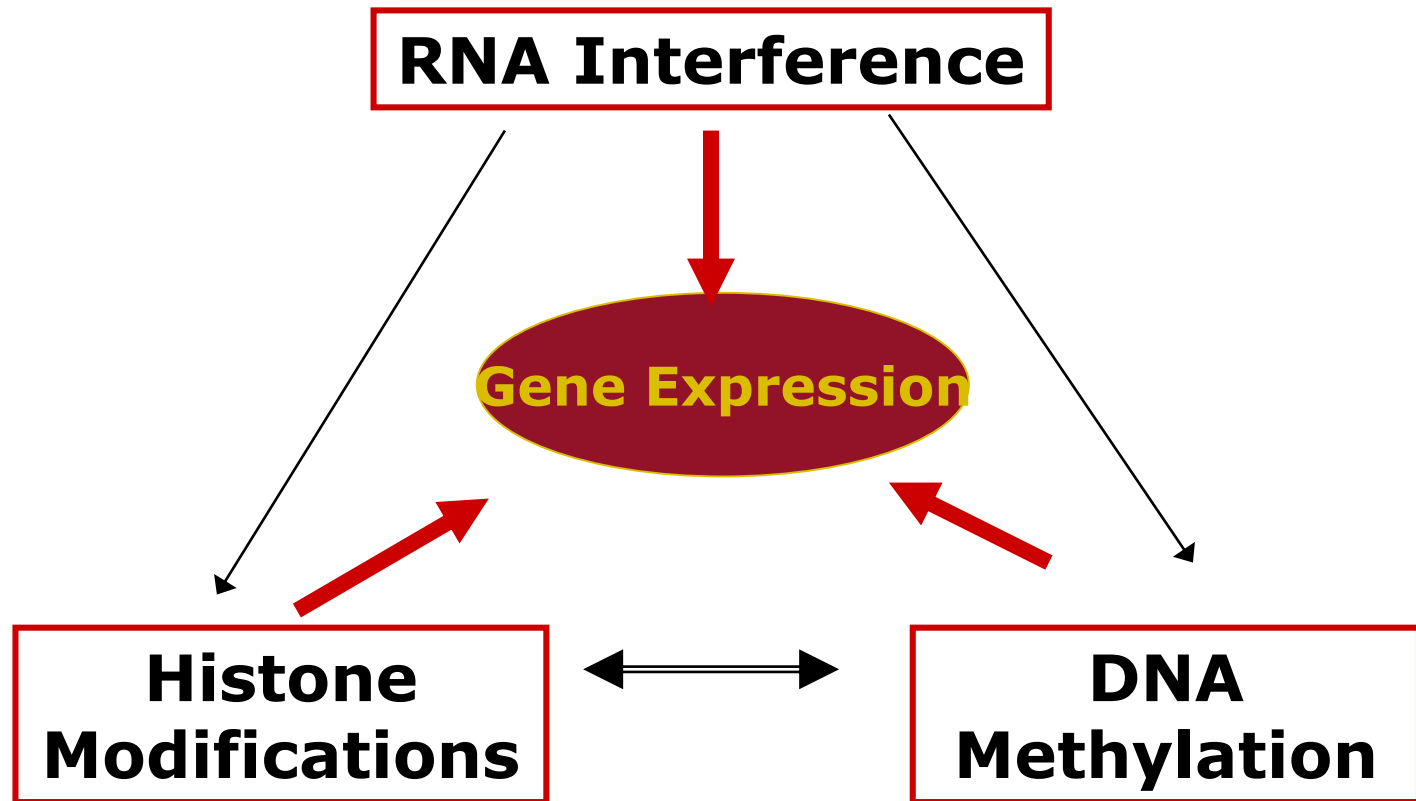 RNA Interference
Gene Expression
Histone
Modifications
DNA
Methylation